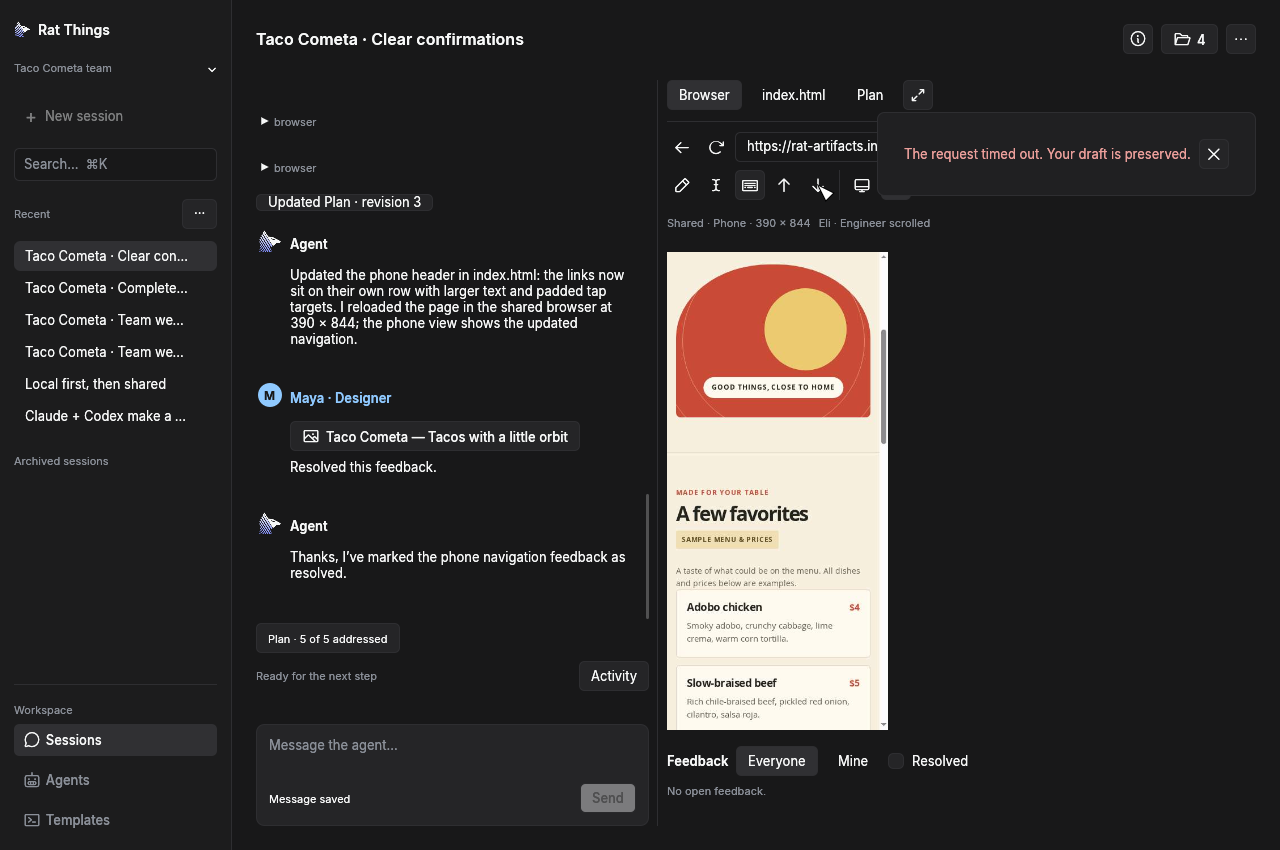 Rat Things
Taco Cometa team
New session
Search... ⌘K
Recent
Taco Cometa · Clear con...
Taco Cometa · Complete...
Taco Cometa · Team we...
Taco Cometa · Team we...
Local first, then shared
Claude + Codex make a ...
Archived sessions
Workspace
Sessions
Agents
Templates
Taco Cometa · Clear confirmations
4
browser
browser
Updated Plan · revision 3
Agent
Updated the phone header in index.html: the links now
sit on their own row with larger text and padded tap
targets. I reloaded the page in the shared browser at
390 × 844; the phone view shows the updated
navigation.
M
Maya · Designer
Taco Cometa — Tacos with a little orbit
Resolved this feedback.
Agent
Thanks, I’ve marked the phone navigation feedback as
resolved.
Plan · 5 of 5 addressed
Ready for the next step
Activity
Message the agent...
Message saved
Send
Browser
index.html
Plan
https://rat-artifacts.in
The request timed out. Your draft is preserved.
Shared · Phone · 390 × 844 Eli · Engineer scrolled
GOOD THINGS, CLOSE TO HOME
MADE FOR YOUR TABLE
A few favorites
SAMPLE MENU & PRICES
A taste of what could be on the menu. All dishes
and prices below are examples.
Adobo chicken $4
Smoky adobo, crunchy cabbage, lime
crema, warm corn tortilla.
Slow-braised beef $5
Rich chile-braised beef, pickled red onion,
cilantro, salsa roja.
Feedback
Everyone
Mine
Resolved
No open feedback.